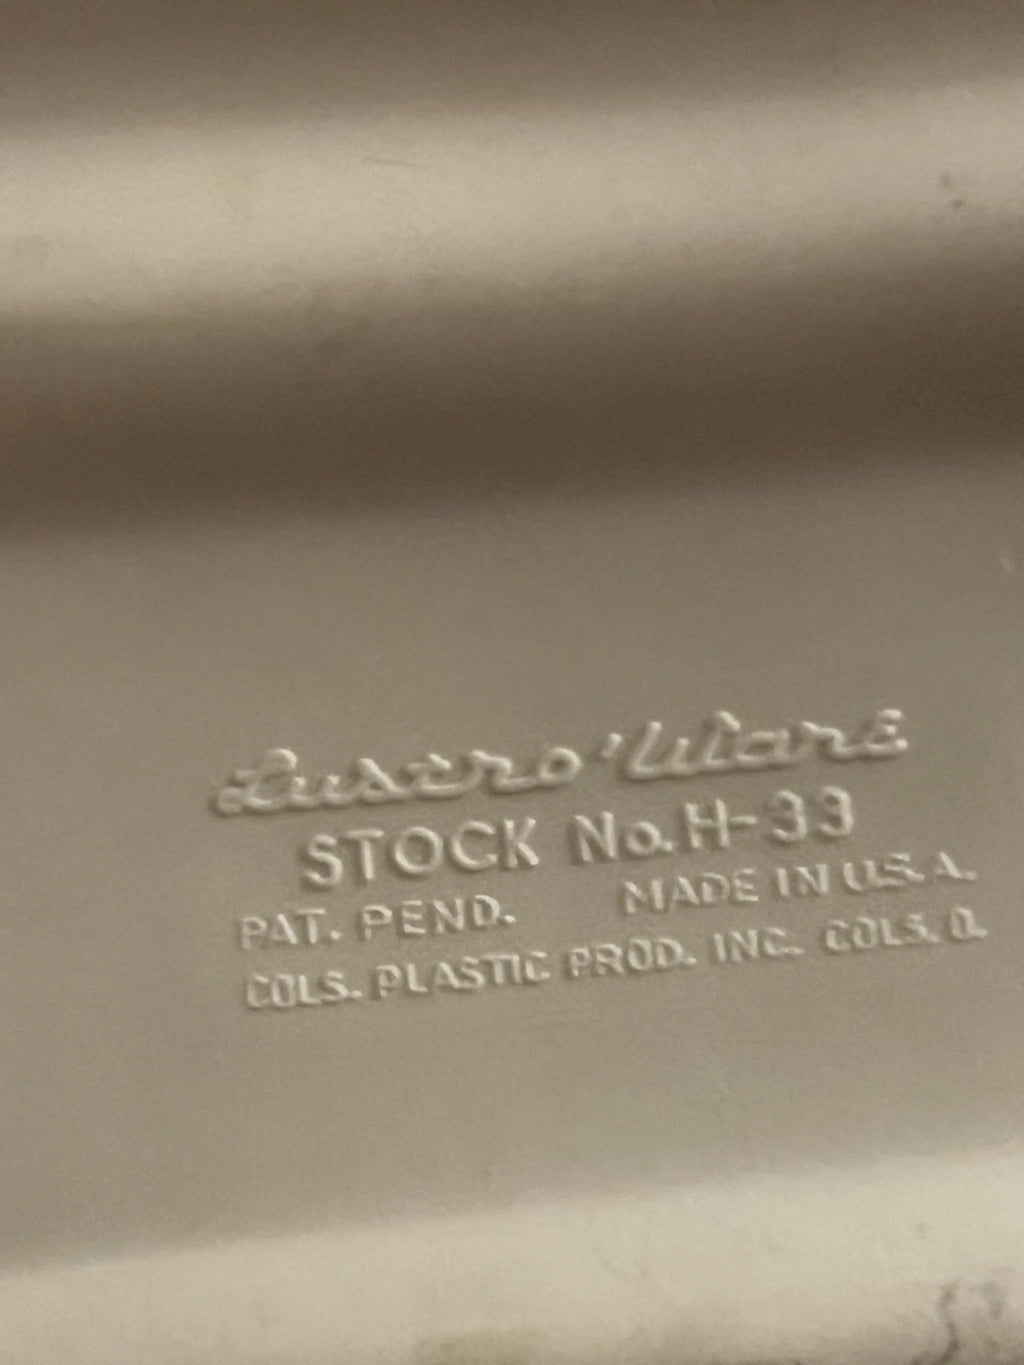 Lustro-Ware
STOCK No. H-33
PAT. PEND. MADE IN U.S.A.
COLS. PLASTIC PROD. INC. COLS. O.